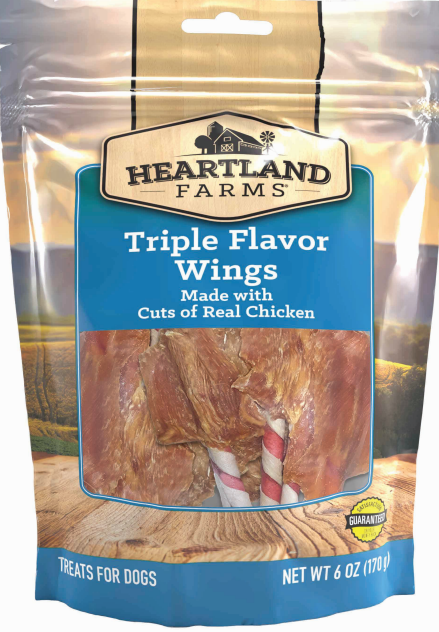 HEARTLAND
FARMS®
Triple Flavor
Wings
Made with
Cuts of Real Chicken
GUARANTEED
TREATS FOR DOGS
NET WT 6 OZ (170 g)